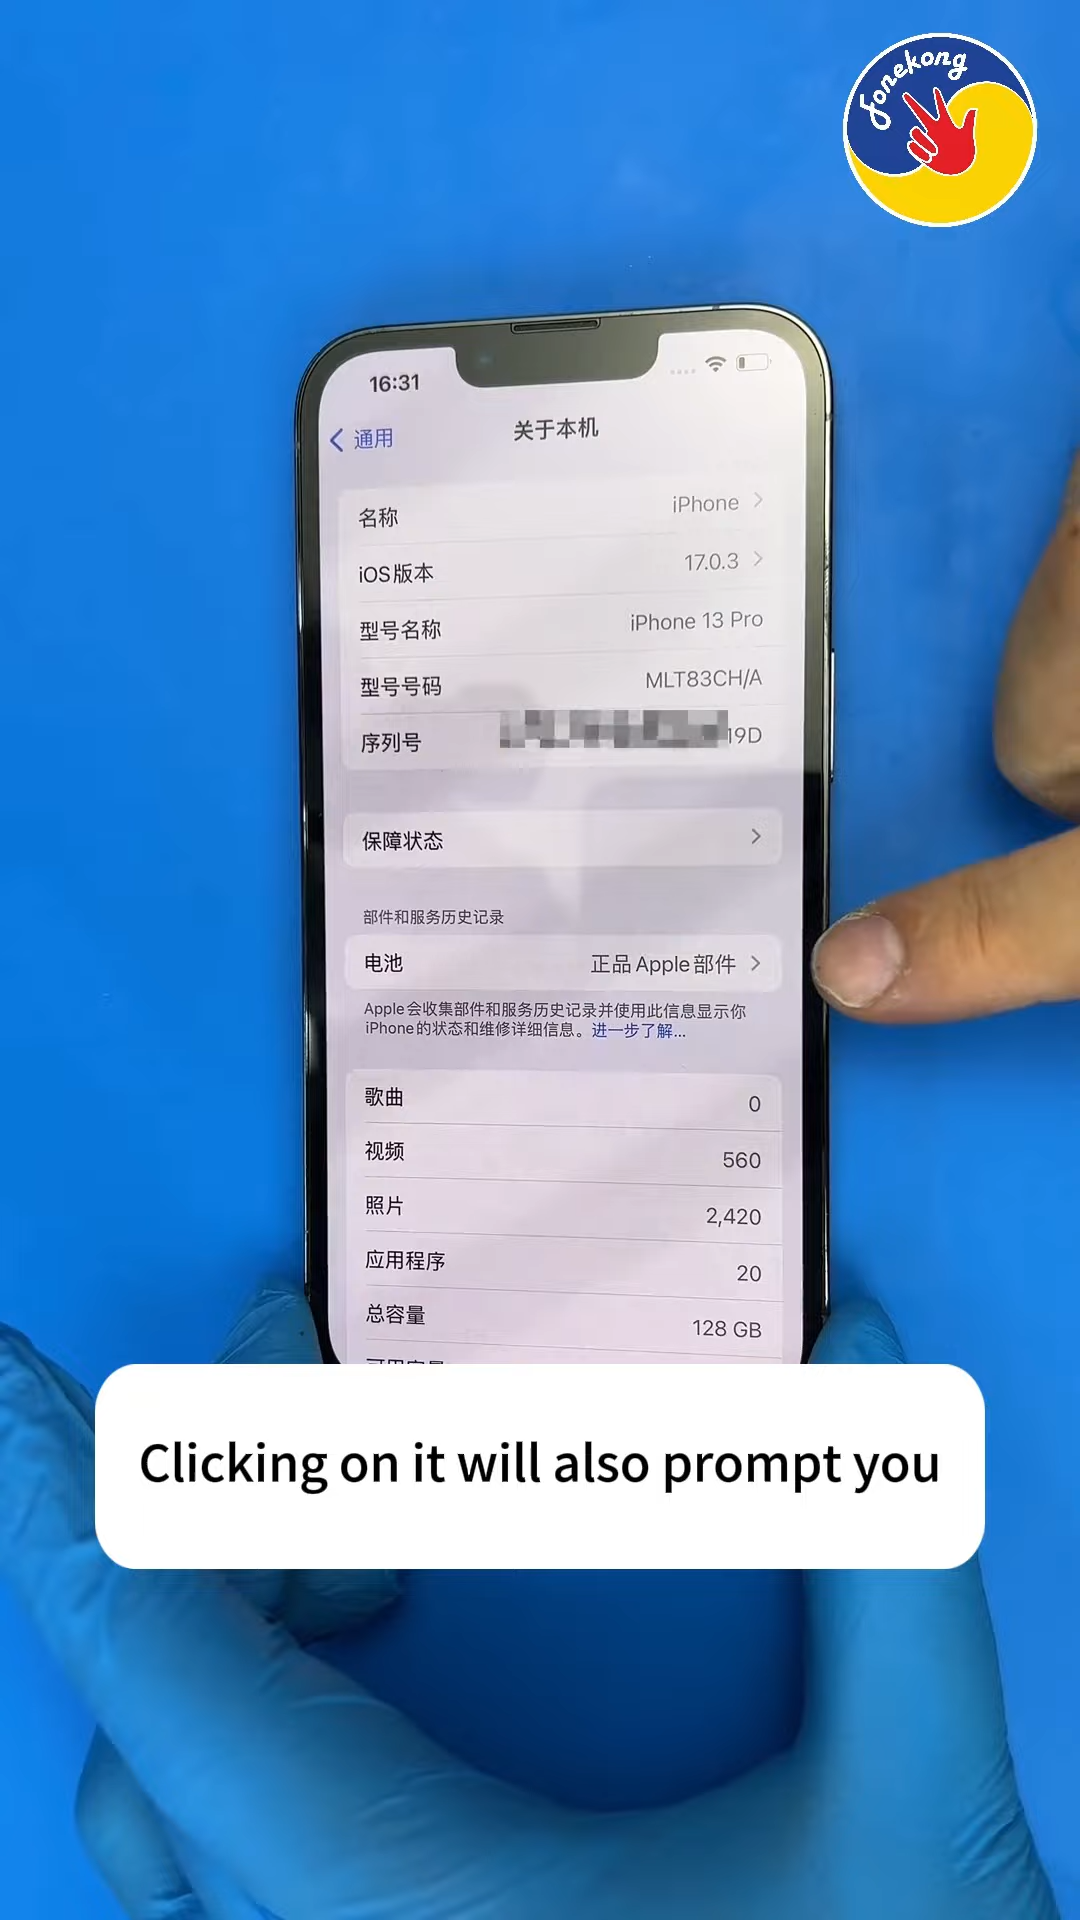 fonekong
16:31
通用
关于本机
名称 iPhone
iOS版本 17.0.3
型号名称 iPhone 13 Pro
型号号码 MLT83CH/A
序列号 19D
保障状态
部件和服务历史记录
电池 正品Apple部件
Apple会收集部件和服务历史记录并使用此信息显示你
iPhone的状态和维修详细信息。进一步了解...
歌曲 0
视频 560
照片 2,420
应用程序 20
总容量 128 GB
Clicking on it will also prompt you